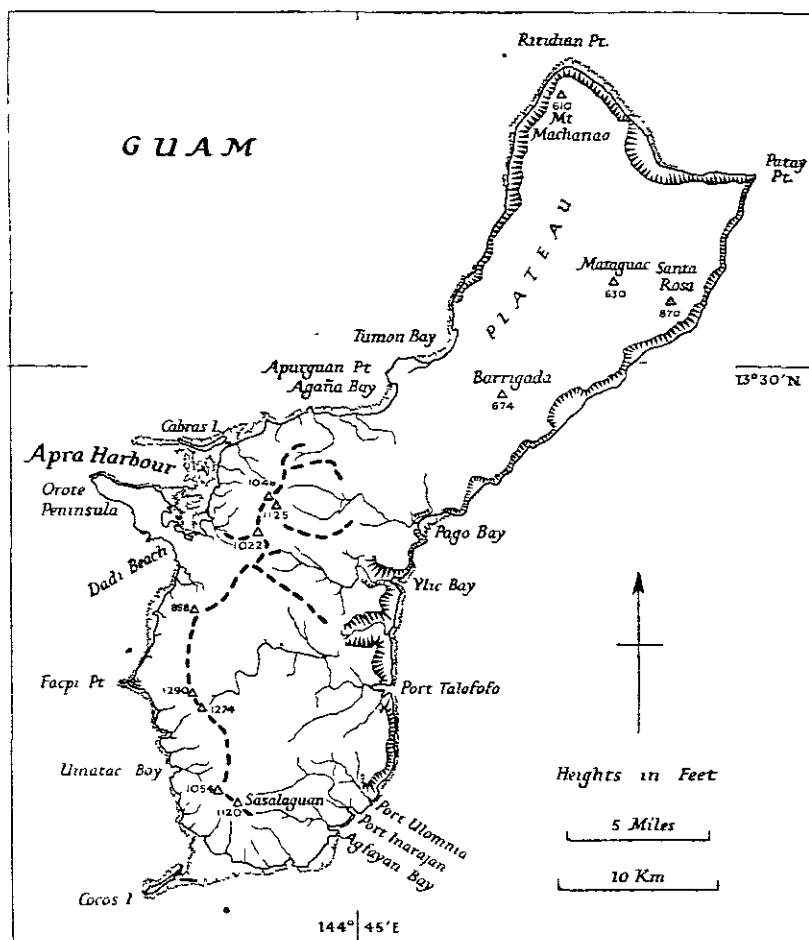 Ritidian Pt.
610
Mt
Machanao
GUAM
Patay
Pt.
PLATEAU
Mataguac
630
Santa
Rosa
870
Tumon Bay
Apurguan Pt
Agaña Bay
13°30'N
Barrigada
674
Cabras I.
Apra Harbour
Orote
Peninsula
1048
1125
1022
Pago Bay
Dadi Beach
Ylic Bay
858
Facpi Pt
1290
1274
Port Talofofo
Umatac Bay
1054
Sasalaguan
1120
Port Ulomnia
Port Inarajan
Agfayan Bay
Cocos I
Heights in Feet
5 Miles
10 Km
144° 45'E